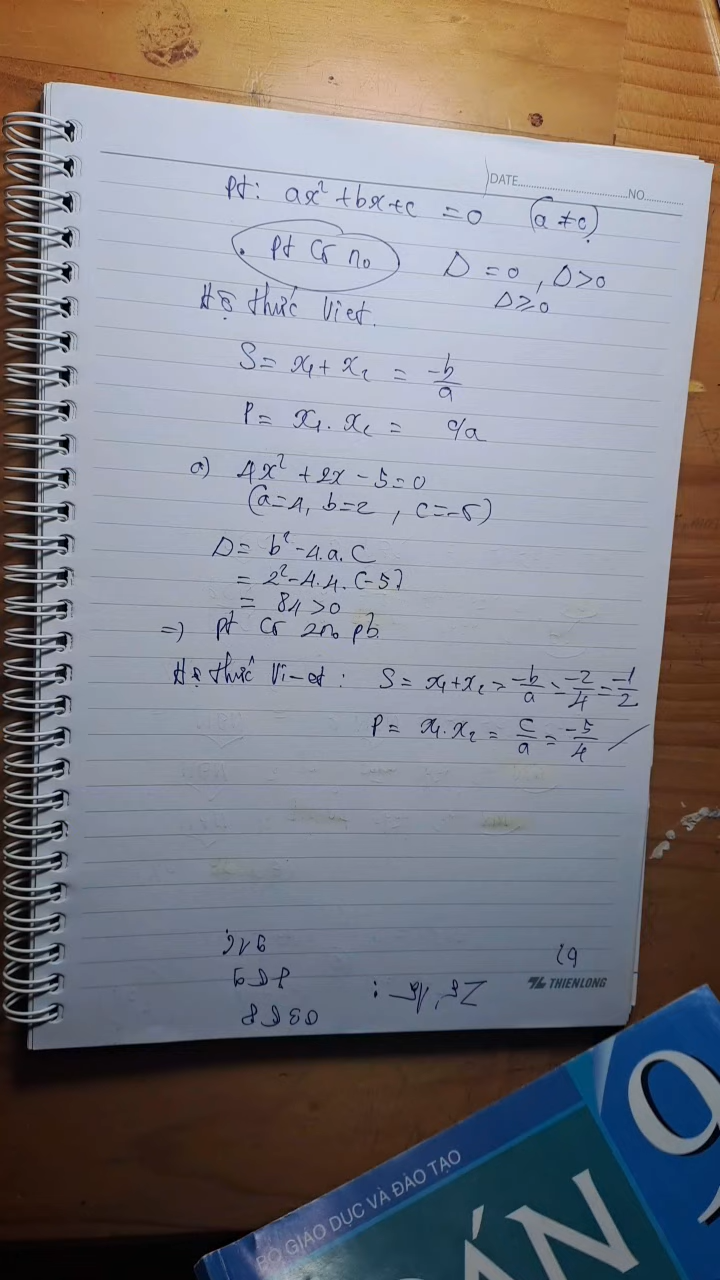 DATE.................................NO............
pt: ax² + bx + c = 0 (a ≠ 0).
. pt có no
Δ = 0 , Δ > 0
Δ ≥ 0
Hệ thức Viet.
S = x₁ + x₂ = -b/a
P = x₁ . x₂ = c/a
a) 4x² + 2x - 5 = 0
(a = 4, b = 2 , c = -5)
Δ = b² - 4.a.c
= 2² - 4.4.(-5)
= 84 > 0
=> pt có 2no pb
Hệ thức Vi-et : S = x₁ + x₂ = -b/a = -2/4 = -1/2
P = x₁ . x₂ = c/a = -5/4
b)
THIENLONG
BỘ GIÁO DỤC VÀ ĐÀO TẠO
ÁN
9